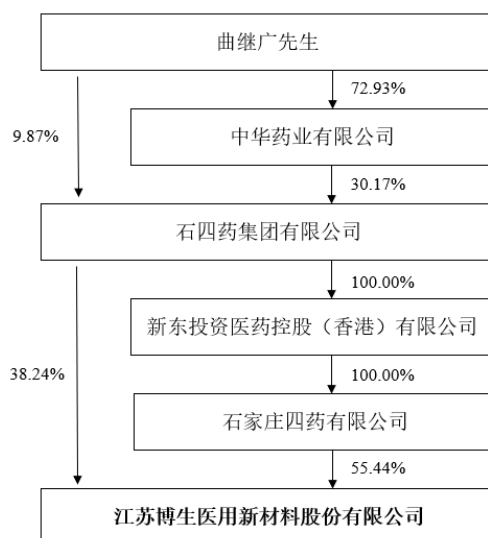 曲继广先生
72.93%
9.87%
中华药业有限公司
30.17%
石四药集团有限公司
100.00%
新东投资医药控股（香港）有限公司
38.24%
100.00%
石家庄四药有限公司
55.44%
江苏博生医用新材料股份有限公司